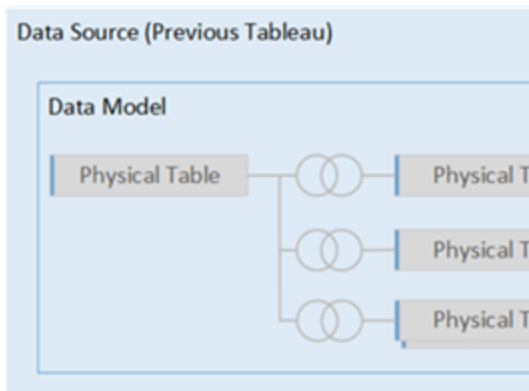 Data Source (Previous Tableau)
Data Model
Physical Table
Physical T
Physical T
Physical T